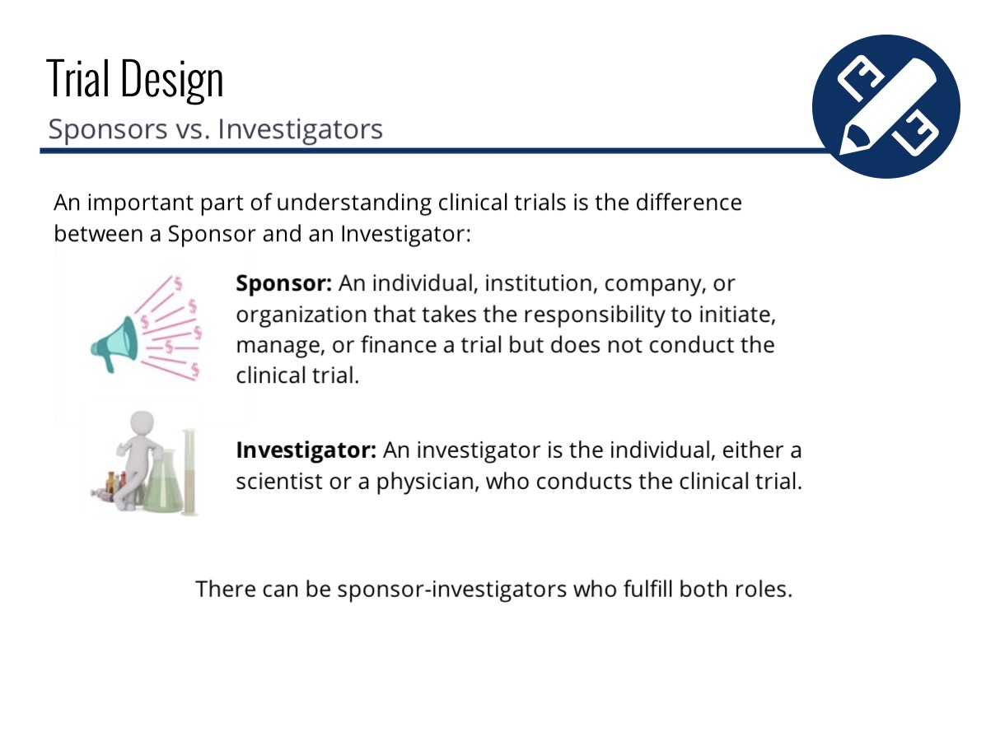 Trial Design
Sponsors vs. Investigators
An important part of understanding clinical trials is the difference
between a Sponsor and an Investigator:
$
$
$
$
$
$
Sponsor: An individual, institution, company, or
organization that takes the responsibility to initiate,
manage, or finance a trial but does not conduct the
clinical trial.
Investigator: An investigator is the individual, either a
scientist or a physician, who conducts the clinical trial.
There can be sponsor-investigators who fulfill both roles.